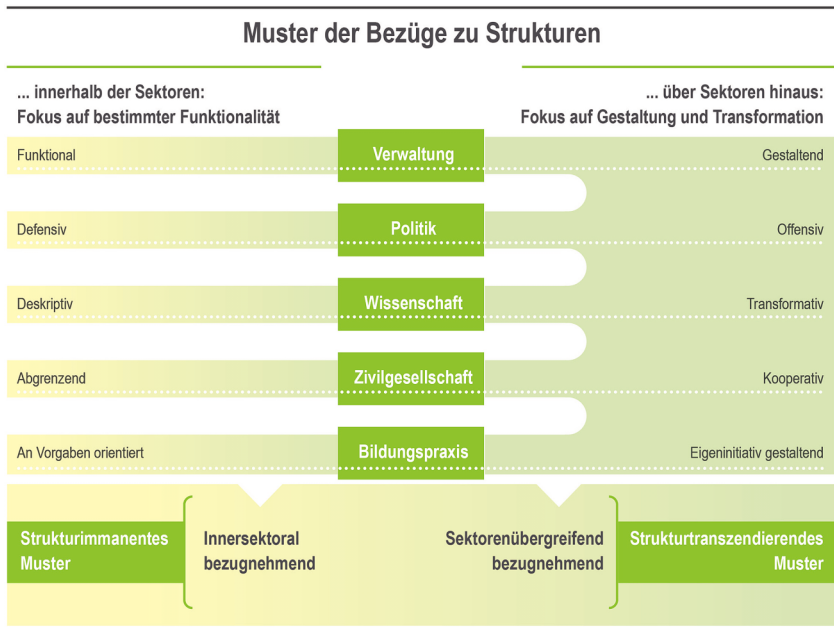 Muster der Bezüge zu Strukturen
... innerhalb der Sektoren:
Fokus auf bestimmter Funktionalität
... über Sektoren hinaus:
Fokus auf Gestaltung und Transformation
Funktional
Verwaltung
Gestaltend
Defensiv
Politik
Offensiv
Deskriptiv
Wissenschaft
Transformativ
Abgrenzend
Zivilgesellschaft
Kooperativ
An Vorgaben orientiert
Bildungspraxis
Eigeninitiativ gestaltend
Strukturimmanentes
Muster
Innersektoral
bezugnehmend
Sektorenübergreifend
bezugnehmend
Strukturtranszendierendes
Muster